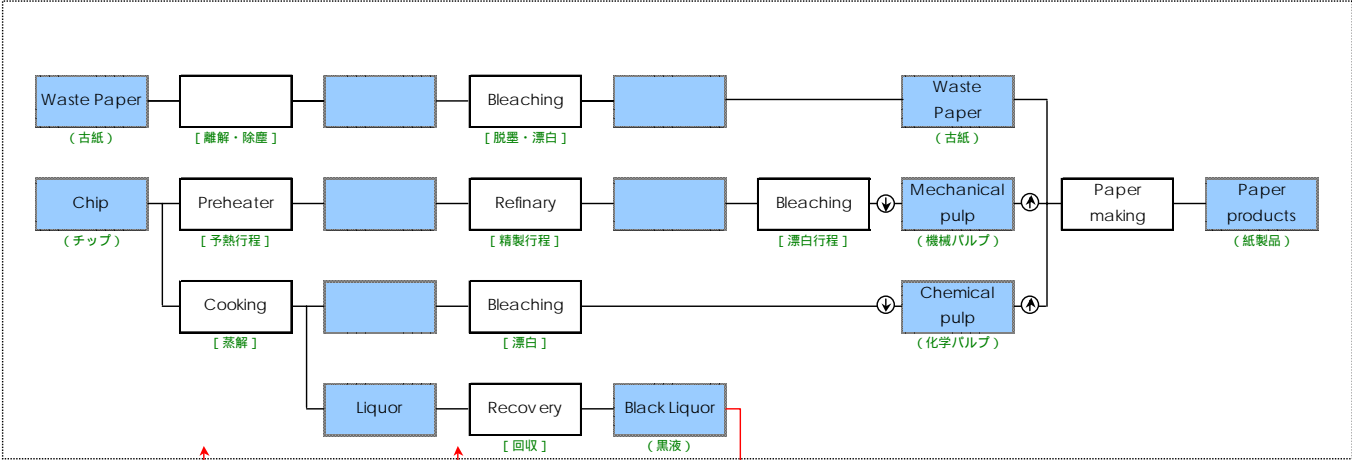 Waste Paper
Bleaching
Waste
Paper
(古紙)
[離解・除塵]
[脱墨・漂白]
(古紙)
Chip
Preheater
Refinary
Bleaching
Mechanical
pulp
Paper
making
Paper
products
(チップ)
[予熱行程]
[精製行程]
[漂白行程]
(機械パルプ)
(紙製品)
Cooking
Bleaching
Chemical
pulp
[蒸解]
[漂白]
(化学パルプ)
Liquor
Recovery
Black Liquor
[回収]
(黒液)